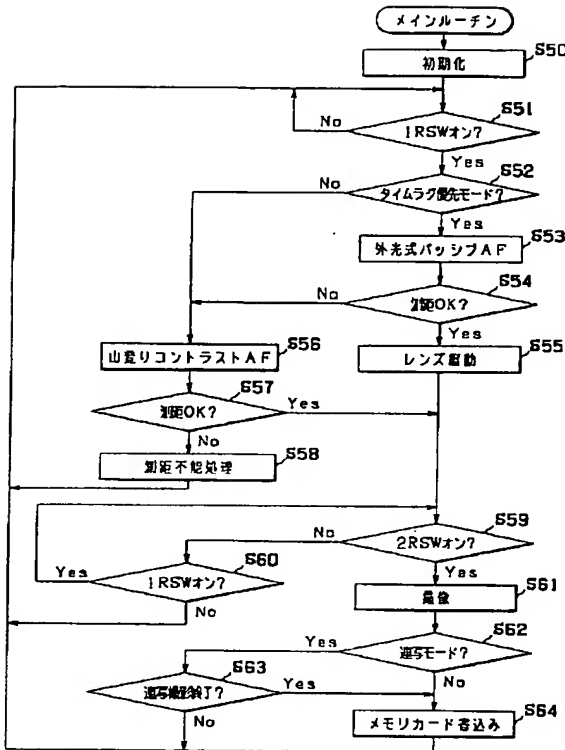 メインルーチン
S50
初期化
S51
No
1RSWオン?
Yes
S52
No
タイムラグ優先モード?
Yes
S53
外光式パッシブAF
S54
No
測距OK?
Yes
S56
山登りコントラストAF
S55
レンズ駆動
S57
測距OK?
Yes
No
S58
測距不能処理
S59
No
2RSWオン?
S60
Yes
1RSWオン?
Yes
S61
No
撮像
S62
Yes
連写モード?
S63
連写撮影終了?
Yes
No
S64
No
メモリカード書込み